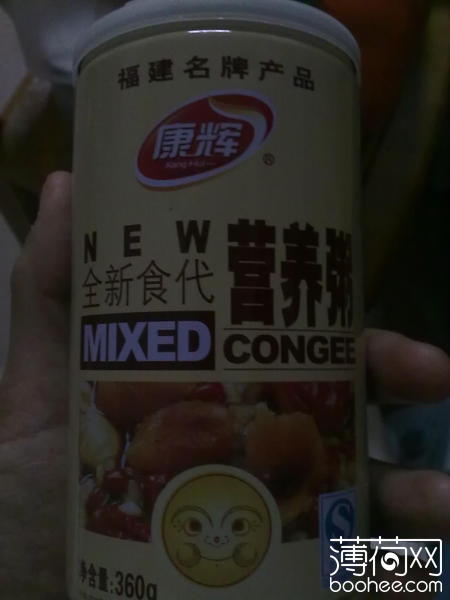 福建名牌产品
康辉
Kang Hui
®
NEW
全新食代
营养粥
MIXED CONGEE
净含量:360g
薄荷网
boohee.com